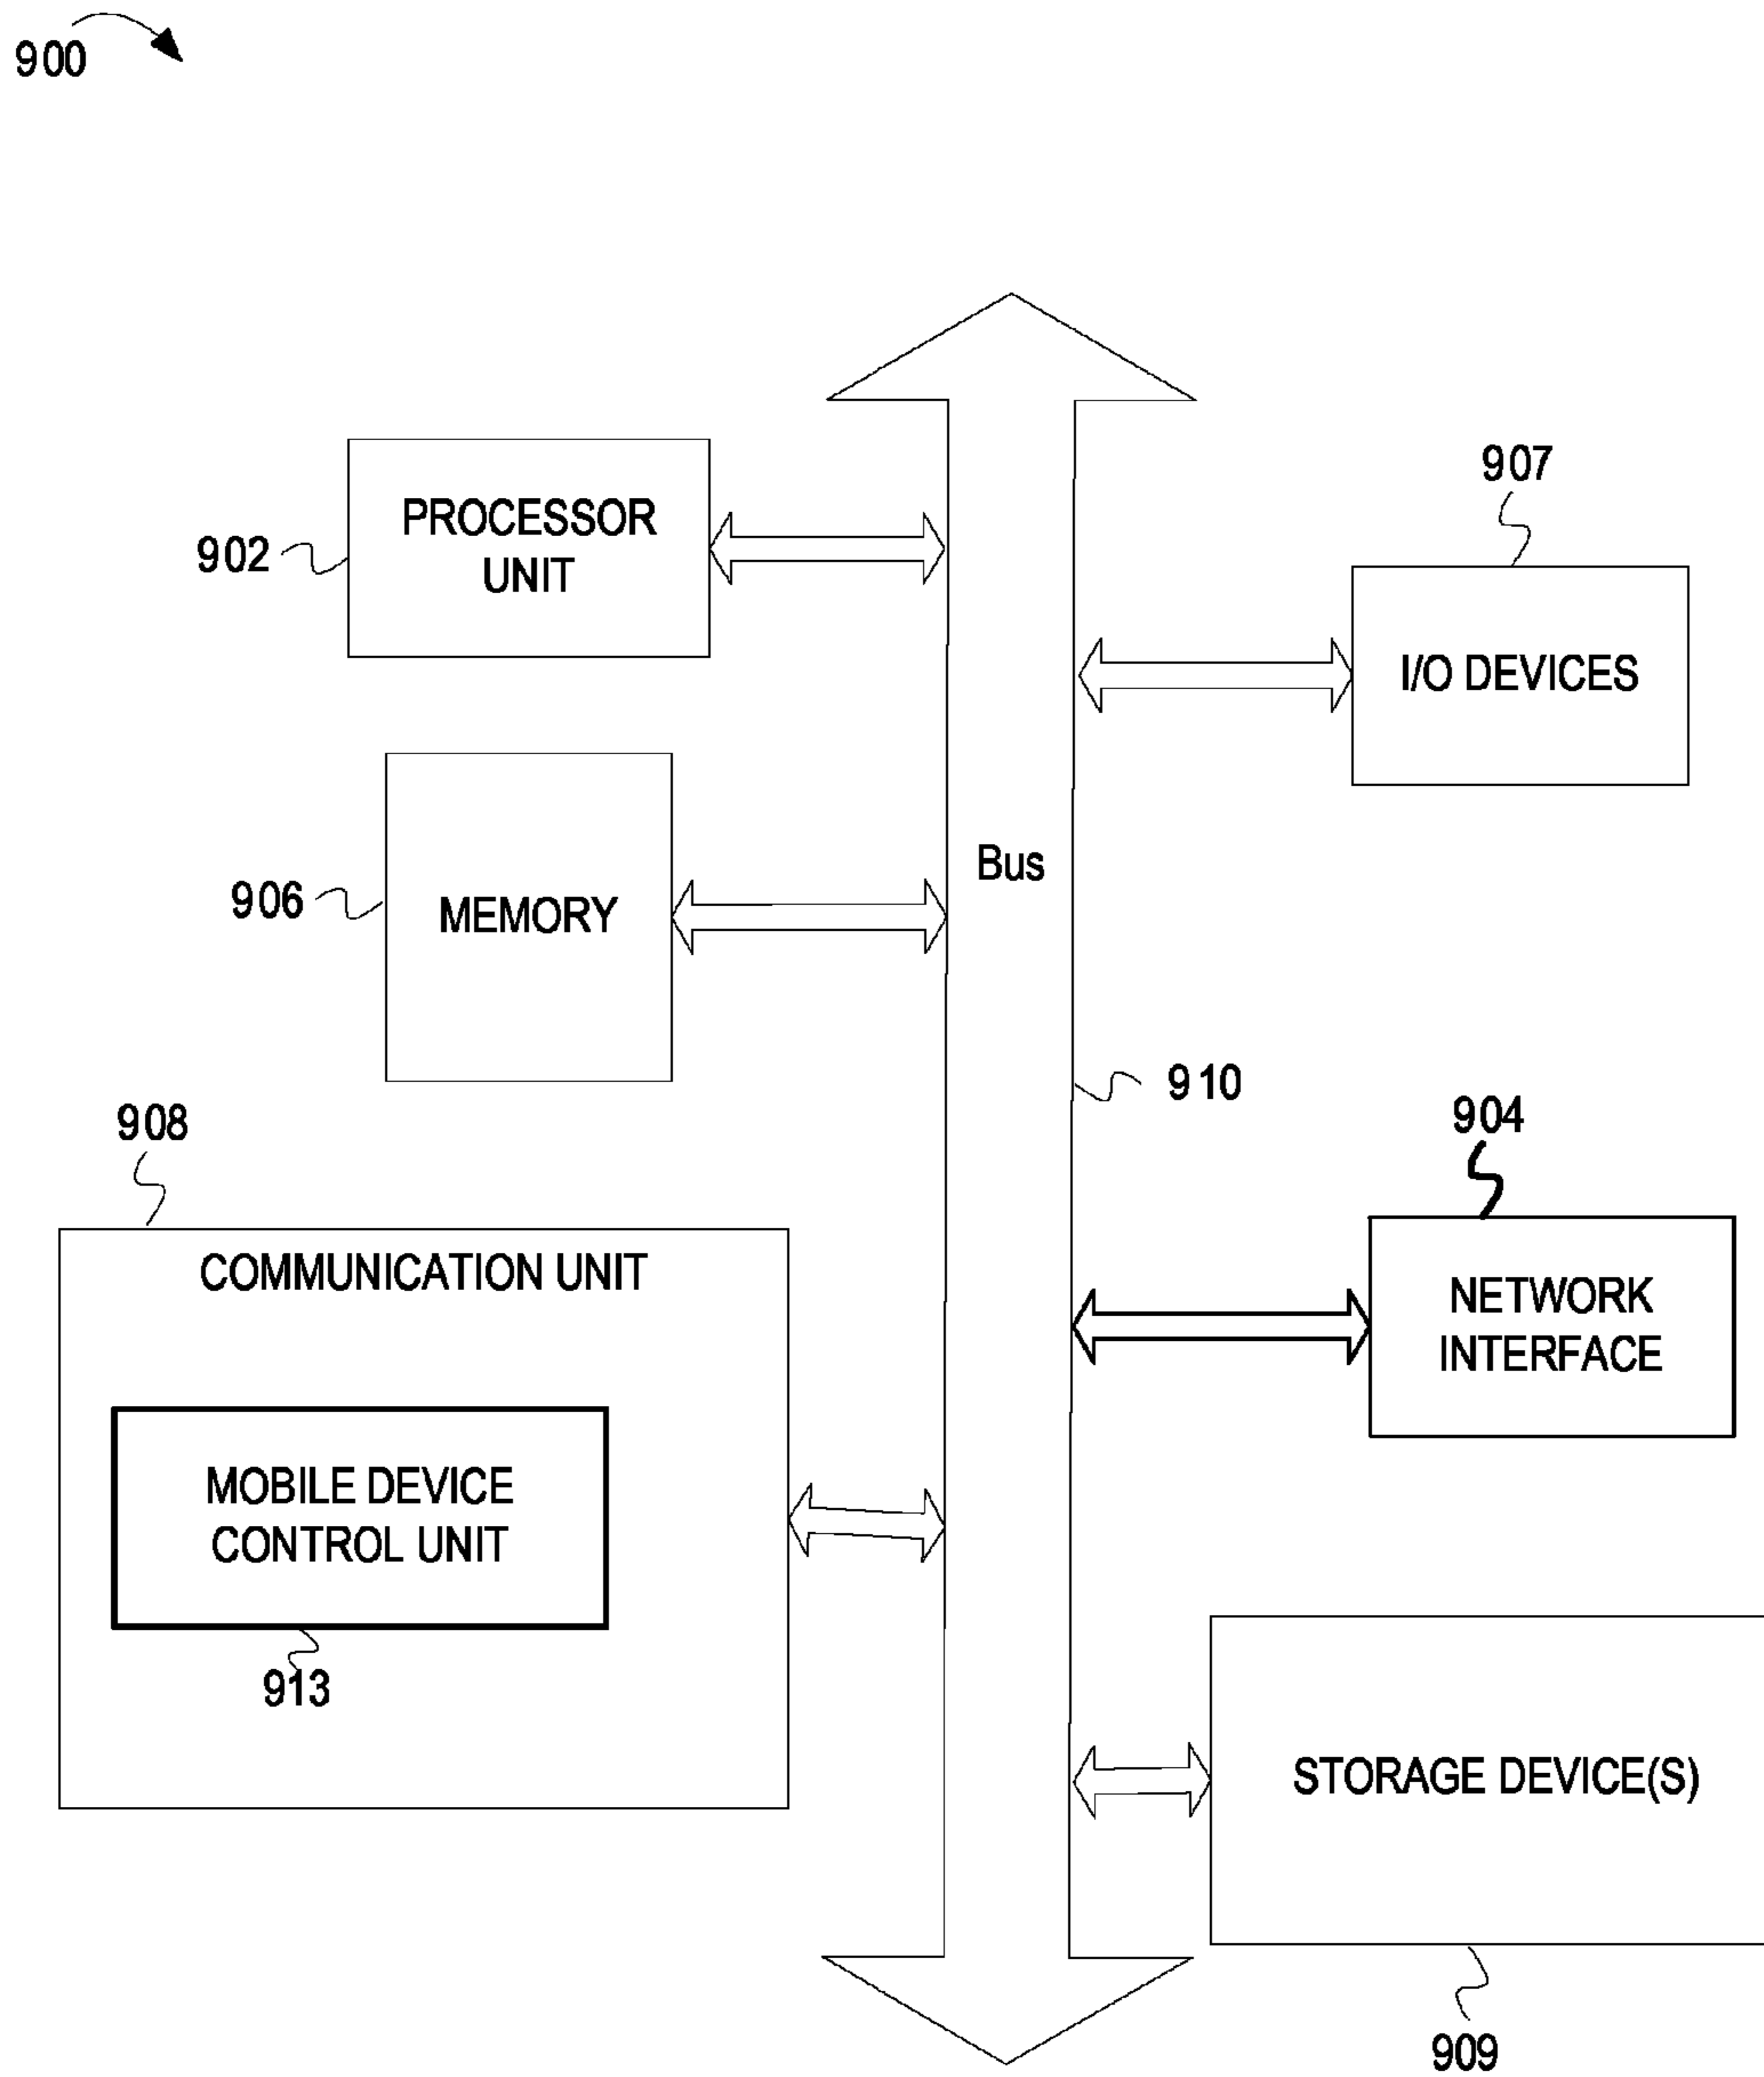 900
907
PROCESSOR
UNIT
902
I/O DEVICES
Bus
906
MEMORY
910
908
904
COMMUNICATION UNIT
NETWORK
INTERFACE
MOBILE DEVICE
CONTROL UNIT
913
STORAGE DEVICE(S)
909